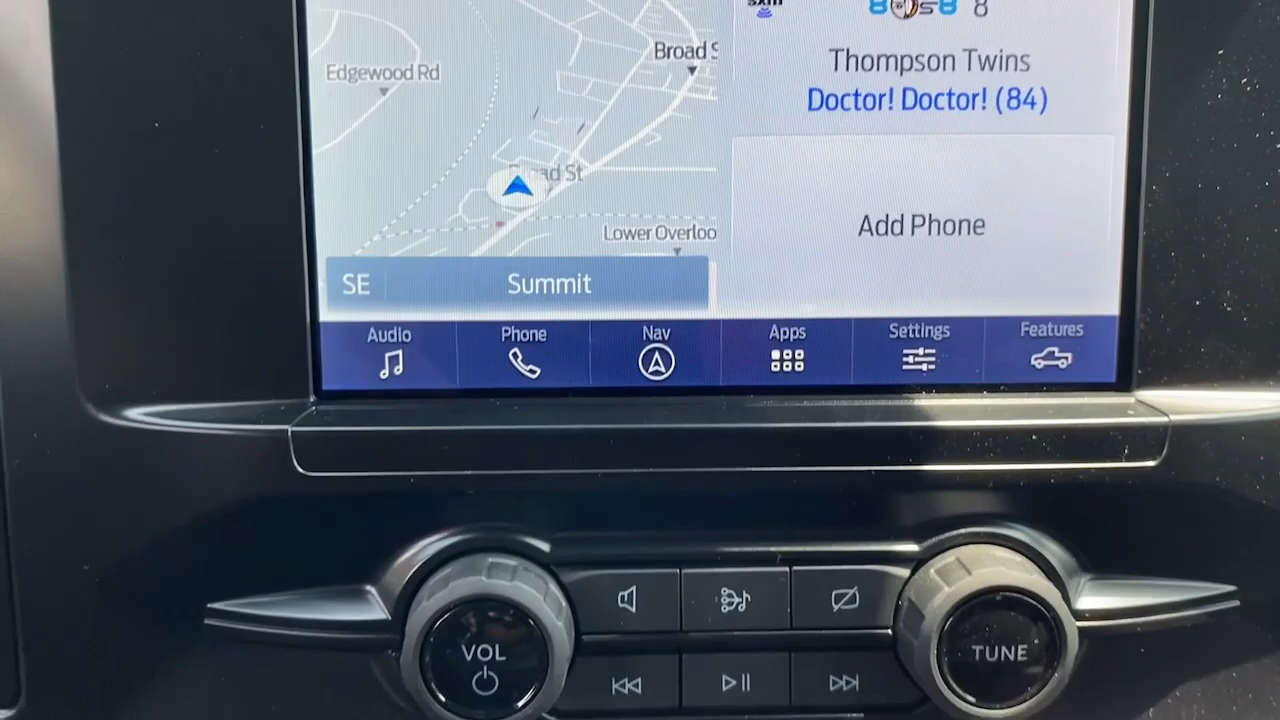 Broad S
Edgewood Rd
Thompson Twins
Doctor! Doctor! (84)
ad St
Lower Overloo
Add Phone
SE
Summit
Audio
Phone
Nav
Apps
Settings
Features
VOL
TUNE